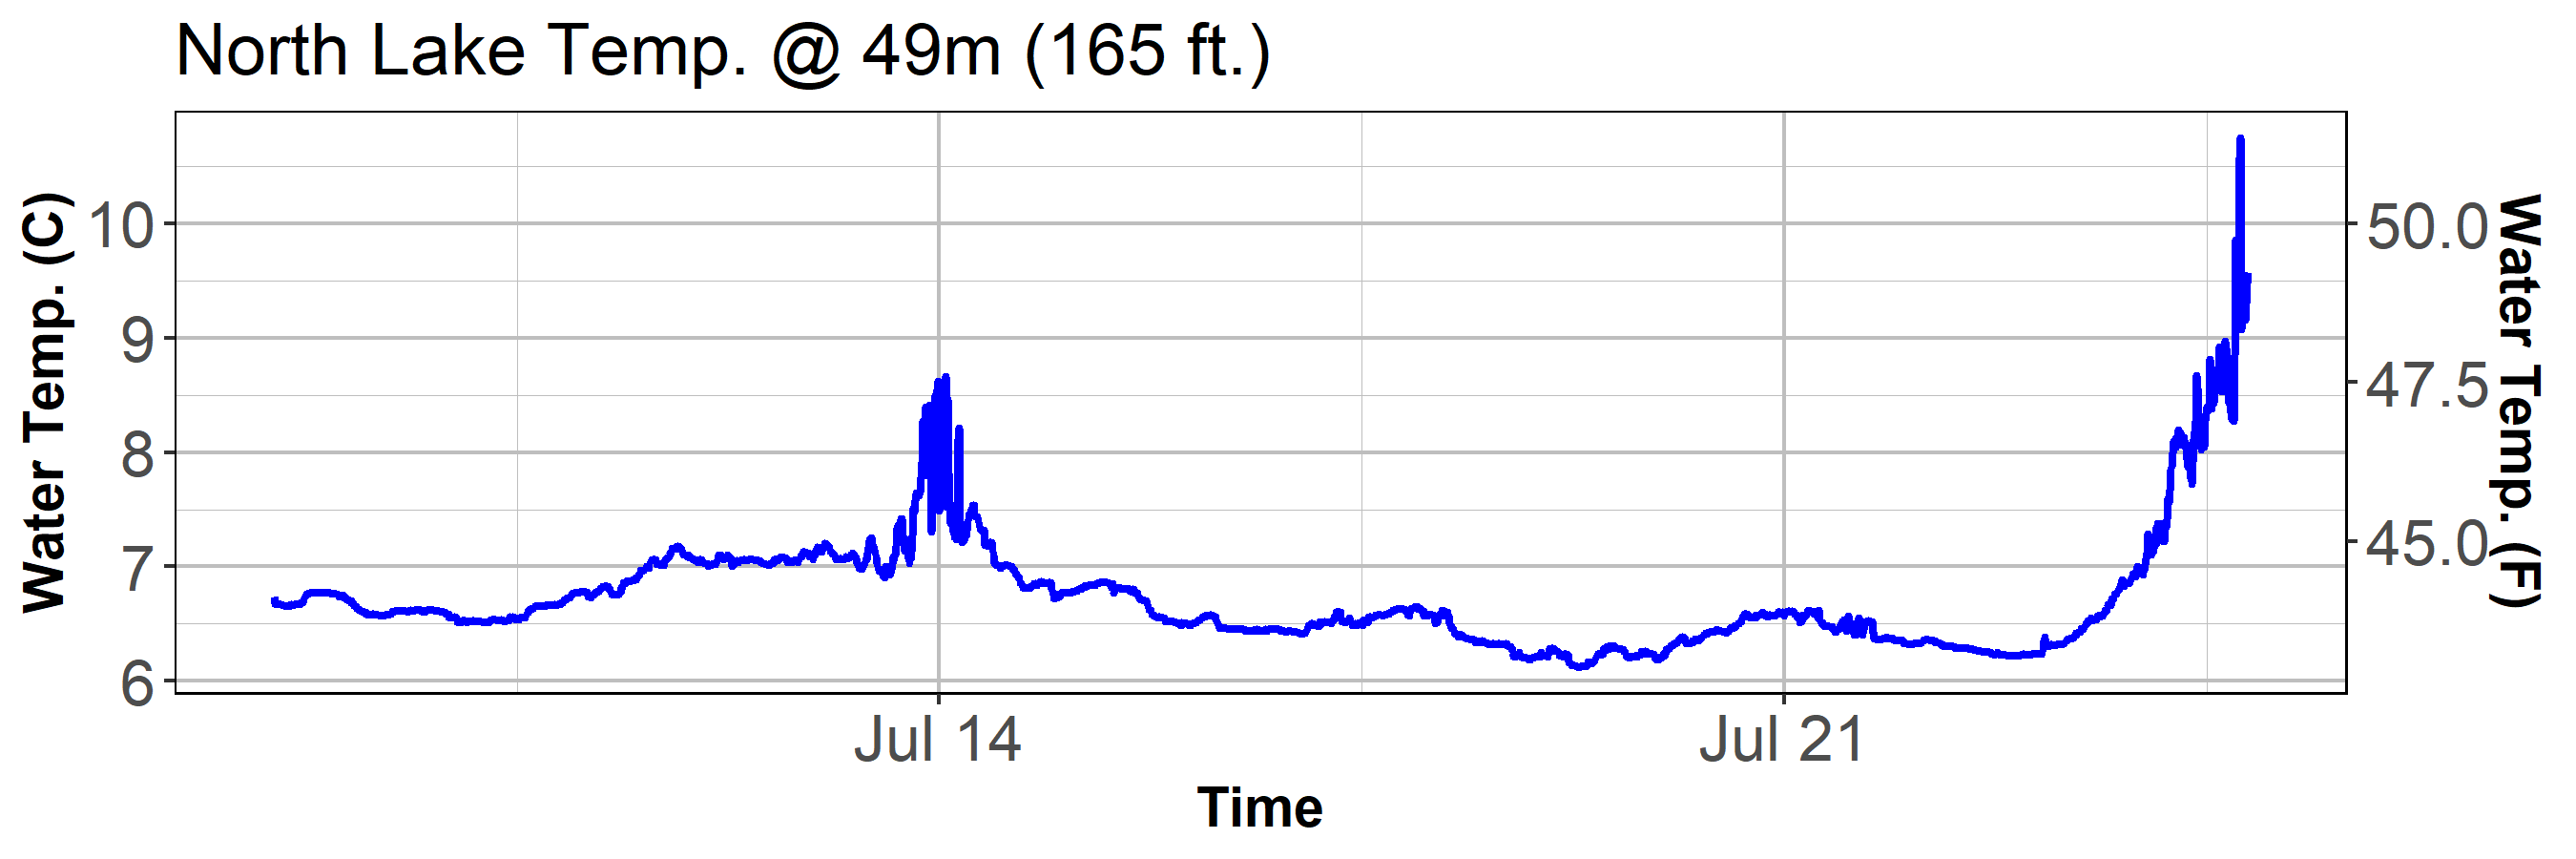 North Lake Temp. @ 49m (165 ft.)
Water Temp. (C)
10
9
8
7
6
50.0
47.5
45.0
Water Temp. (F)
Jul 14
Jul 21
Time